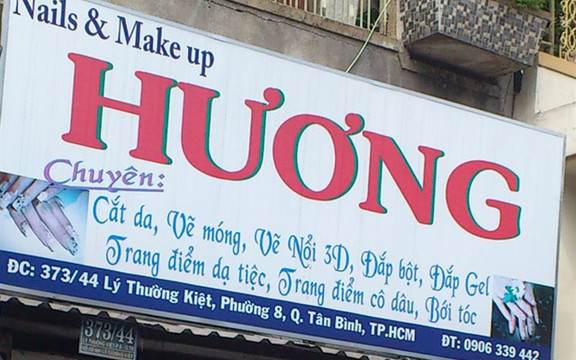 Nails & Make up
HƯƠNG
Chuyên:
Cắt da, Vẽ móng, Vẽ Nổi 3D, Đắp bột, Đắp Gel
Trang điểm dạ tiệc, Trang điểm cô dâu, Bới tóc
ĐC: 373/44 Lý Thường Kiệt, Phường 8, Q. Tân Bình, TP.HCM
ĐT: 0906 339 442
373/44